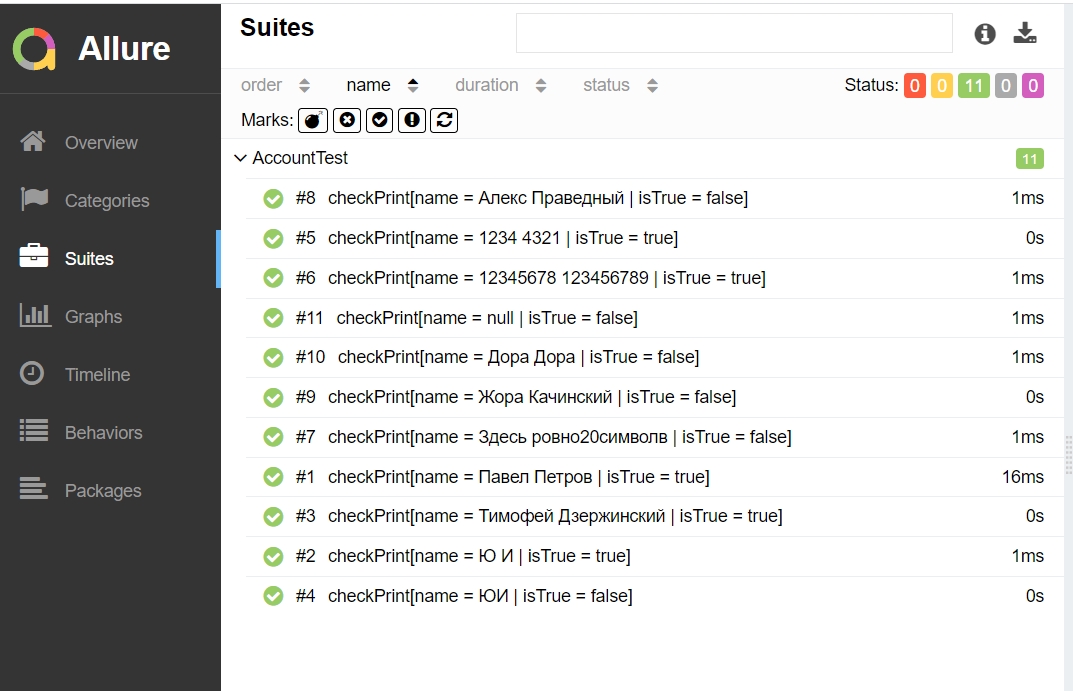 Allure
Overview
Categories
Suites
Graphs
Timeline
Behaviors
Packages
Suites
order name duration status Status: 0 0 11 0 0
Marks:
AccountTest 11
#8 checkPrint[name = Алекс Праведный | isTrue = false] 1ms
#5 checkPrint[name = 1234 4321 | isTrue = true] 0s
#6 checkPrint[name = 12345678 123456789 | isTrue = true] 1ms
#11 checkPrint[name = null | isTrue = false] 1ms
#10 checkPrint[name = Дора Дора | isTrue = false] 1ms
#9 checkPrint[name = Жора Качинский | isTrue = false] 0s
#7 checkPrint[name = Здесь ровно20символв | isTrue = false] 1ms
#1 checkPrint[name = Павел Петров | isTrue = true] 16ms
#3 checkPrint[name = Тимофей Дзержинский | isTrue = true] 0s
#2 checkPrint[name = Ю И | isTrue = true] 1ms
#4 checkPrint[name = ЮИ | isTrue = false] 0s